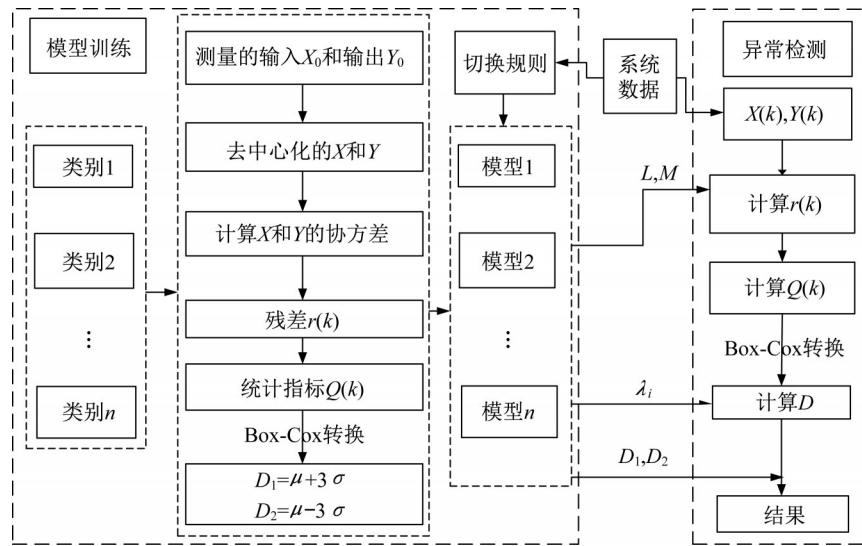 模型训练
类别1
类别2
⋮
类别n
测量的输入X₀和输出Y₀
去中心化的X和Y
计算X和Y的协方差
残差r(k)
统计指标Q(k)
Box-Cox转换
D₁=μ+3σ
D₂=μ−3σ
切换规则
模型1
模型2
⋮
模型n
系统
数据
L,M
λᵢ
D₁,D₂
异常检测
X(k),Y(k)
计算r(k)
计算Q(k)
Box-Cox转换
计算D
结果